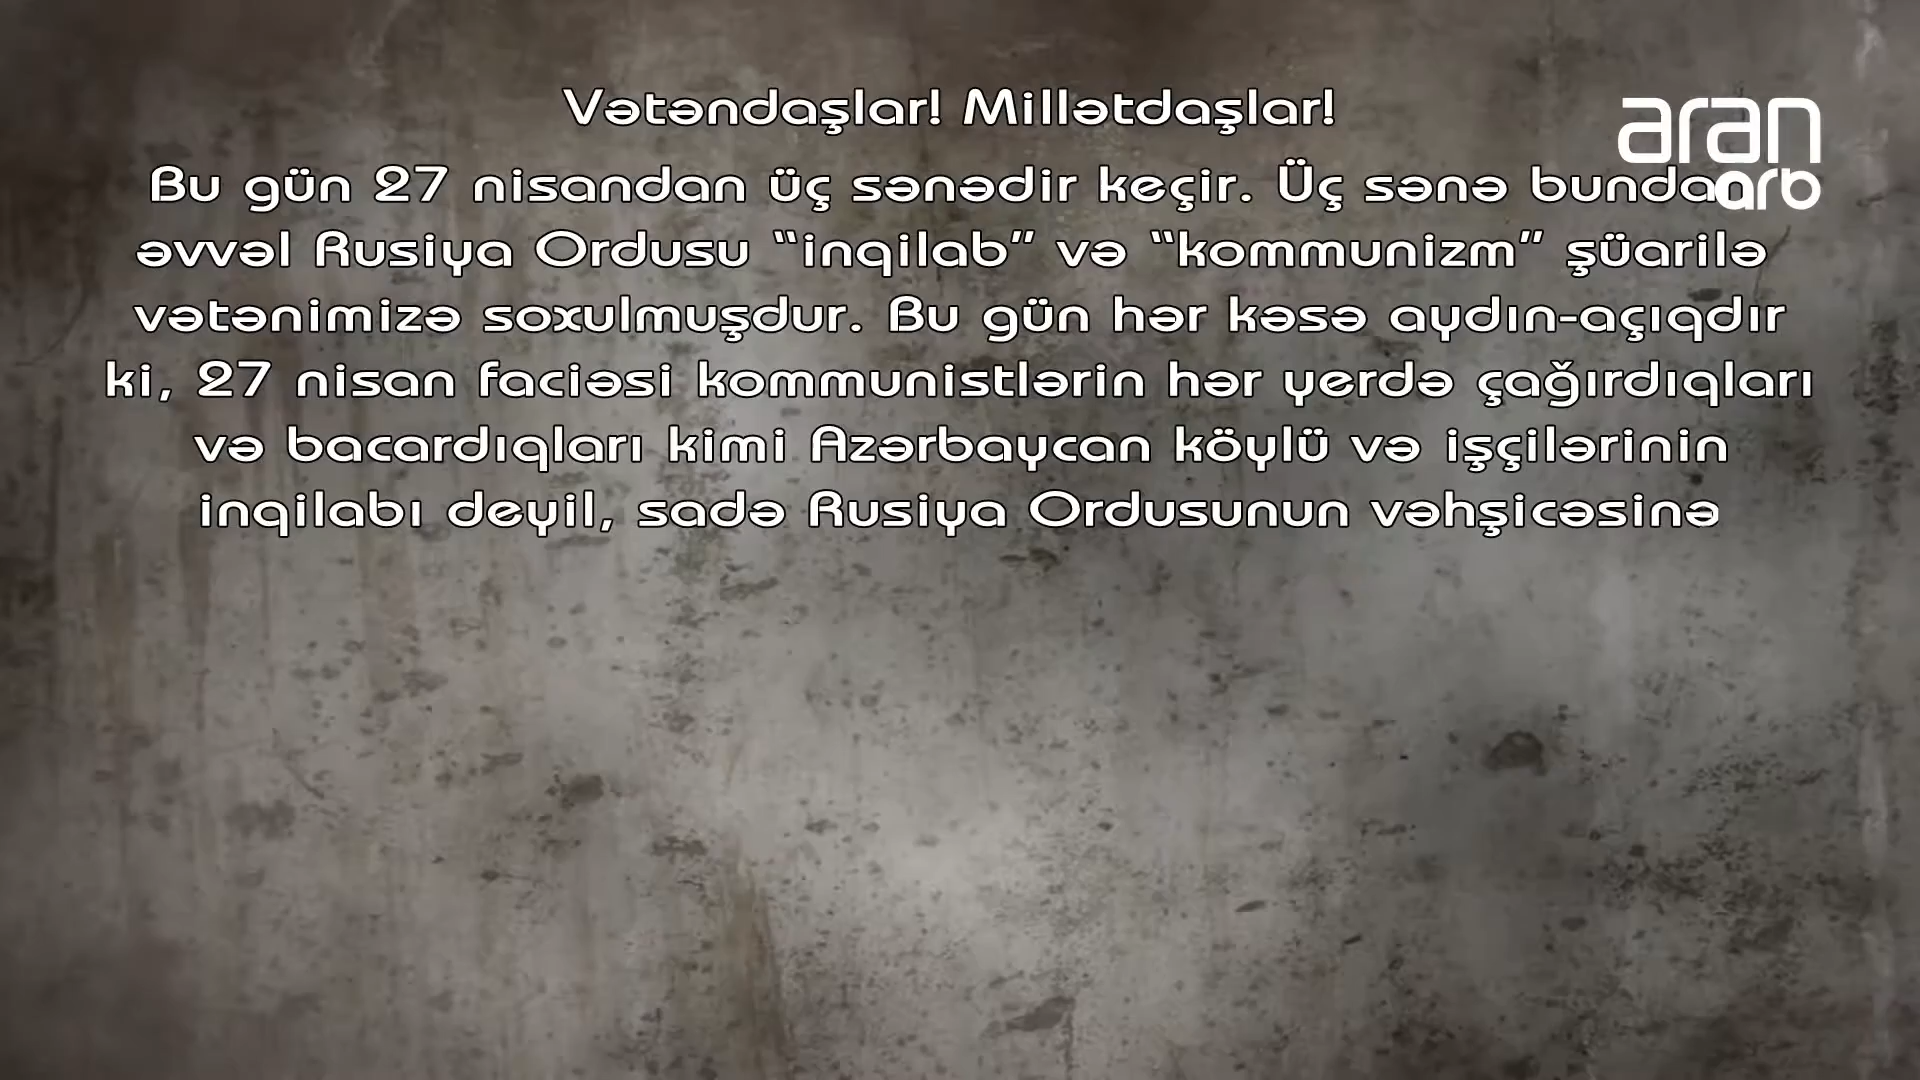 Vətəndaşlar! Millətdaşlar!
Bu gün 27 nisandan üç sənədir keçir. Üç sənə bundan
əvvəl Rusiya Ordusu “inqilab” və “kommunizm” şüarilə
vətənimizə soxulmuşdur. Bu gün hər kəsə aydın-açıqdır
ki, 27 nisan faciəsi kommunistlərin hər yerdə çağırdıqları
və bacardıqları kimi Azərbaycan köylü və işçilərinin
inqilabı deyil, sadə Rusiya Ordusunun vəhşicəsinə
aran
arb